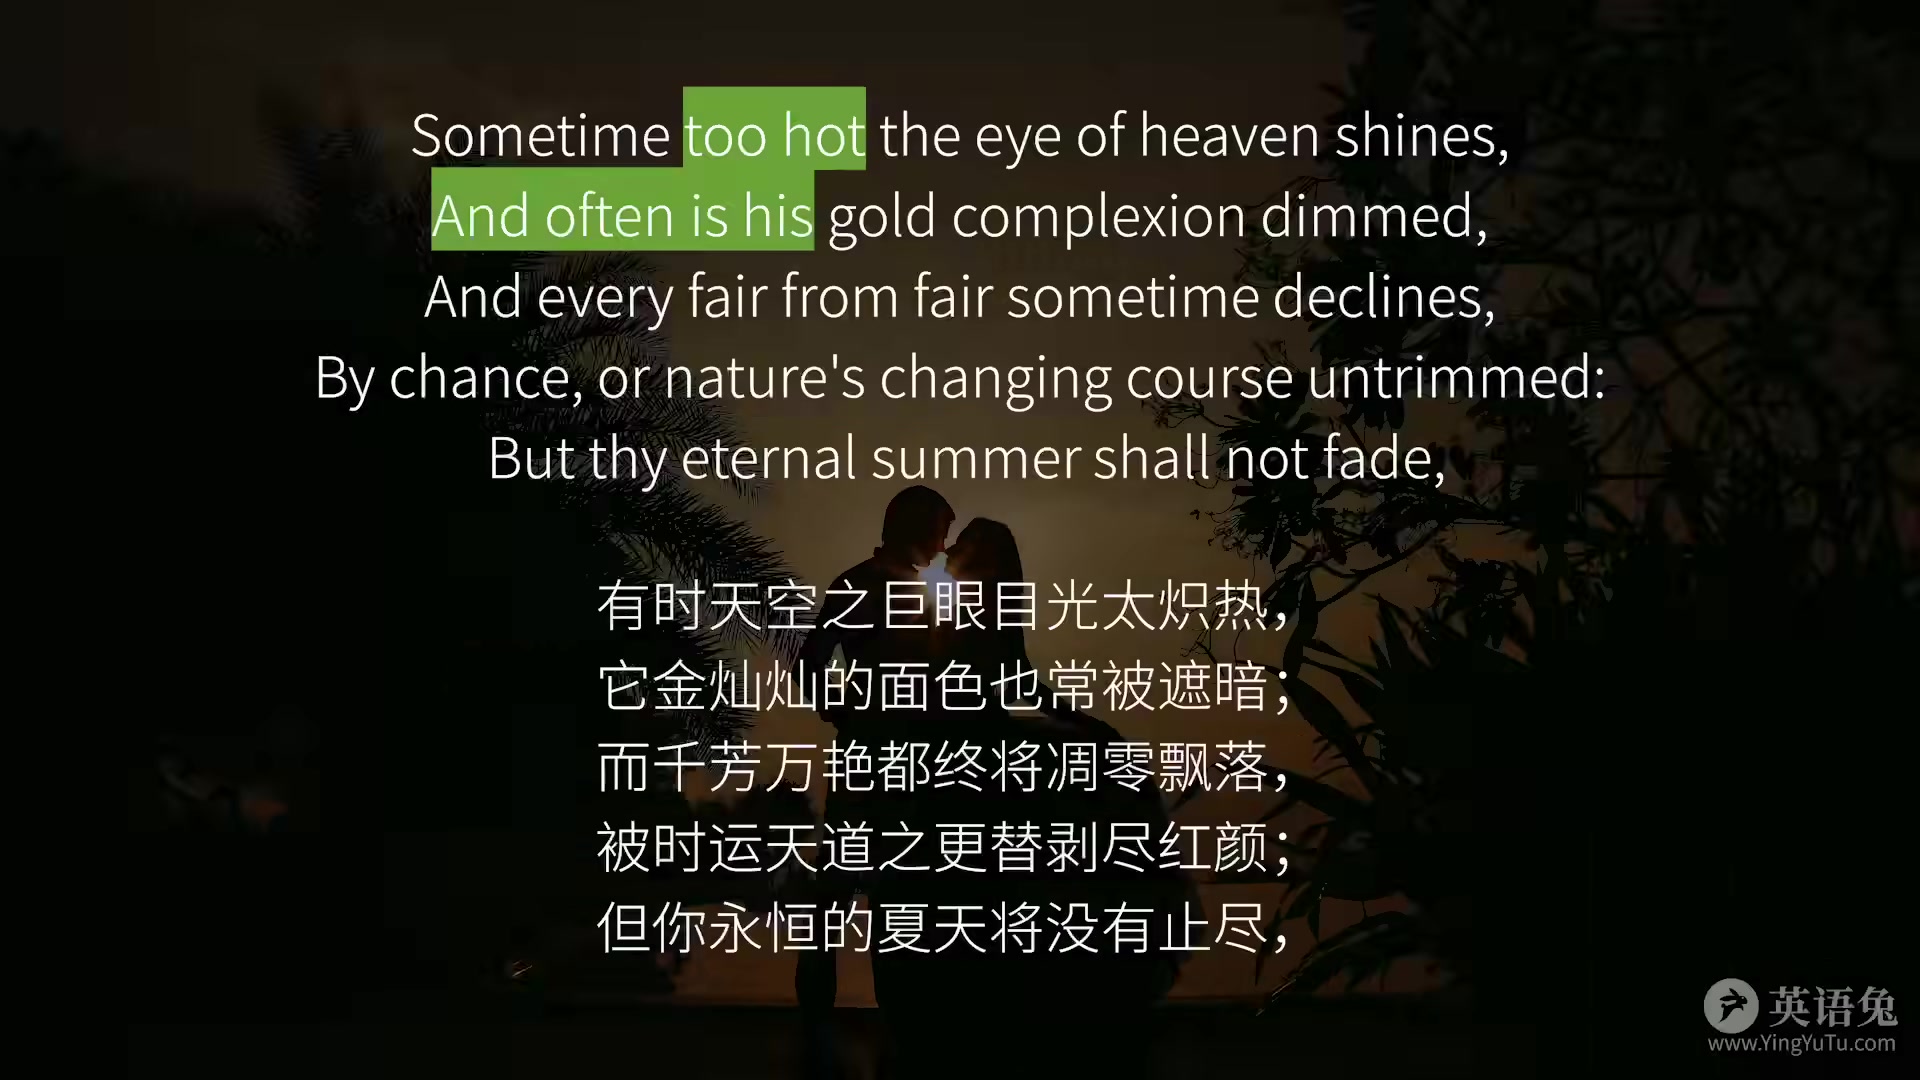 Sometime too hot the eye of heaven shines,
And often is his gold complexion dimmed,
And every fair from fair sometime declines,
By chance, or nature's changing course untrimmed:
But thy eternal summer shall not fade,
有时天空之巨眼目光太炽热，
它金灿灿的面色也常被遮暗；
而千芳万艳都终将凋零飘落，
被时运天道之更替剥尽红颜；
但你永恒的夏天将没有止尽，
英语兔
www.YingYuTu.com